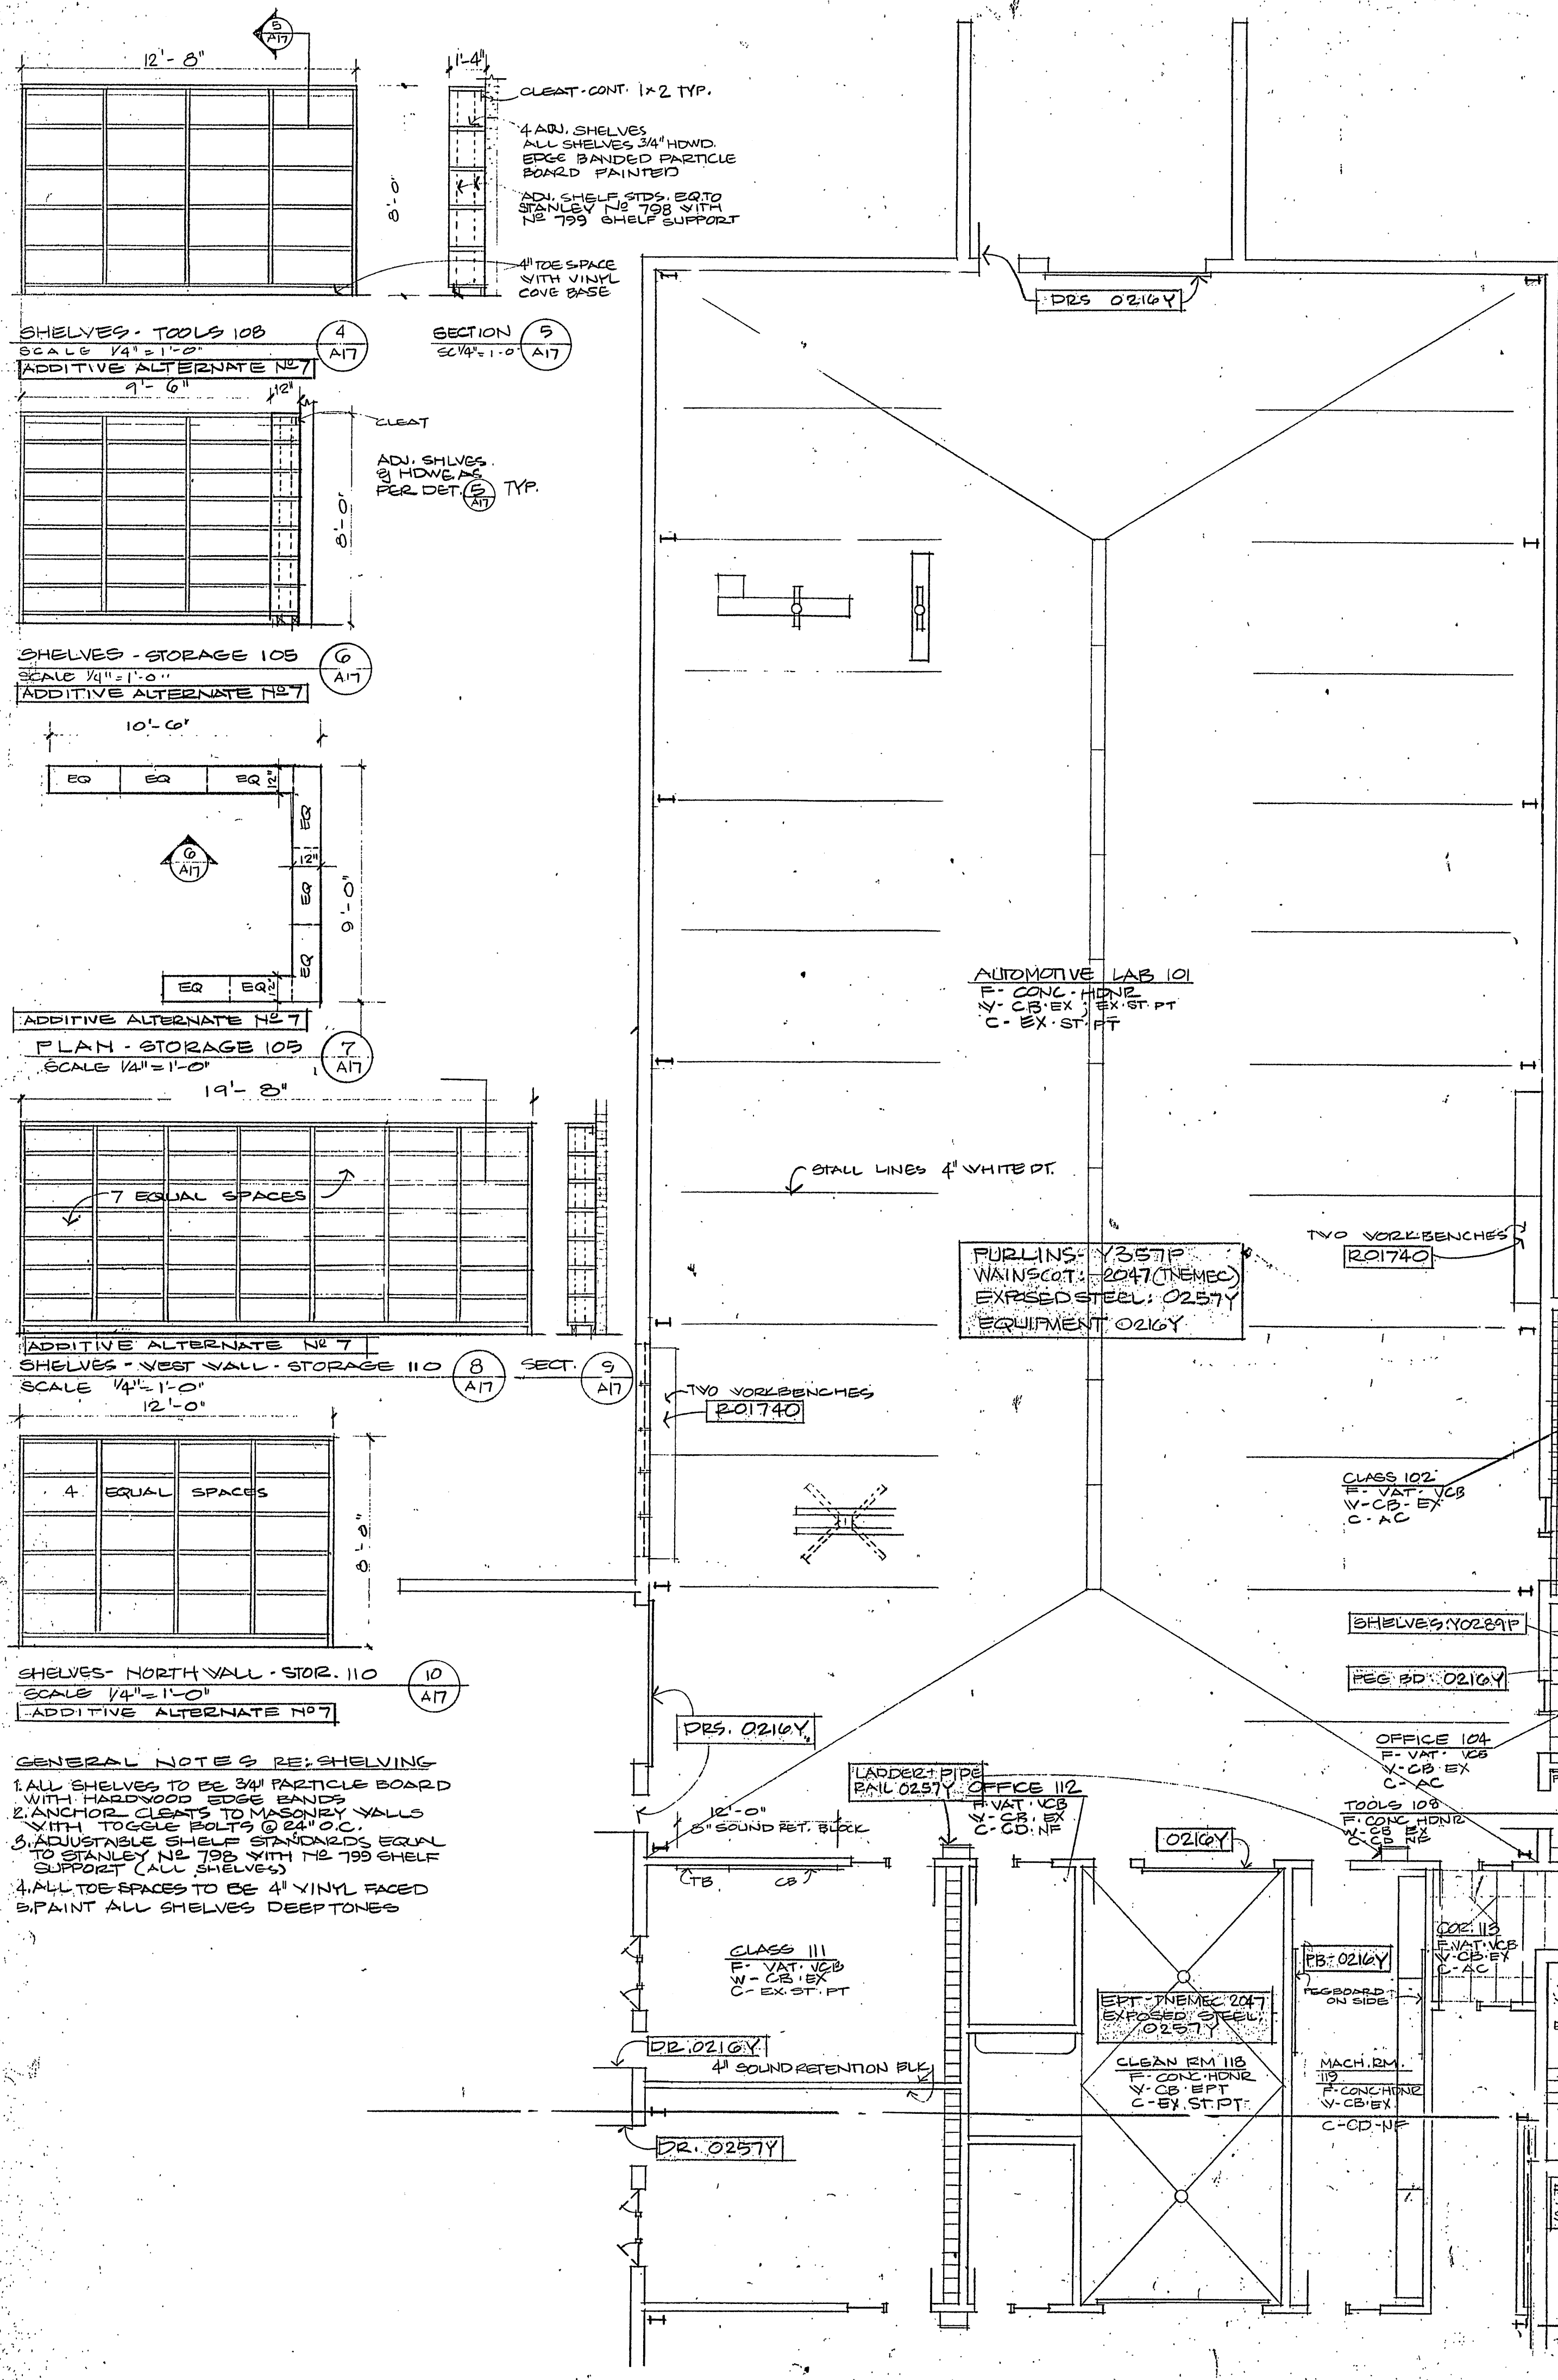 5
A17
12'-8"
1'-4"
CLEAT-CONT. 1x2 TYP.
4 ADJ. SHELVES
ALL SHELVES 3/4" HDWD.
EDGE BANDED PARTICLE
BOARD PAINTED
8'-0"
ADJ. SHELF STDS. EQ. TO
STANLEY Nº 798 WITH
Nº 799 SHELF SUPPORT
4" TOE SPACE
WITH VINYL
COVE BASE
SHELVES - TOOLS 108
SCALE 1/4" = 1'-0"
4
A17
ADDITIVE ALTERNATE Nº 7
SECTION
SC 1/4" = 1'-0"
5
A17
9'-6"
12"
CLEAT
ADJ. SHLVES.
& HDWE. AS
PER DET. 5/A17 TYP.
8'-0"
SHELVES - STORAGE 105
SCALE 1/4" = 1'-0"
6
A17
ADDITIVE ALTERNATE Nº 7
10'-6"
EQ EQ EQ 12"
EQ
12"
EQ
EQ
6
A17
9'-0"
EQ EQ 12"
ADDITIVE ALTERNATE Nº 7
PLAN - STORAGE 105
SCALE 1/4" = 1'-0"
7
A17
19'-8"
7 EQUAL SPACES
ADDITIVE ALTERNATE Nº 7
SHELVES - WEST WALL - STORAGE 110
SCALE 1/4" = 1'-0"
8
A17
SECT.
9
A17
12'-0"
4 EQUAL SPACES
8'-0"
SHELVES - NORTH WALL - STOR. 110
SCALE 1/4" = 1'-0"
10
A17
ADDITIVE ALTERNATE Nº 7
GENERAL NOTES RE: SHELVING
1. ALL SHELVES TO BE 3/4" PARTICLE BOARD
WITH HARDWOOD EDGE BANDS
2. ANCHOR CLEATS TO MASONRY WALLS
WITH TOGGLE BOLTS @ 24" O.C.
3. ADJUSTABLE SHELF STANDARDS EQUAL
TO STANLEY Nº 798 WITH Nº 799 SHELF
SUPPORT (ALL SHELVES)
4. ALL TOE SPACES TO BE 4" VINYL FACED
5. PAINT ALL SHELVES DEEPTONES
DRS 0216Y
AUTOMOTIVE LAB 101
F- CONC-HDNR
W- CB·EX; EX·ST·PT
C- EX·ST·PT
STALL LINES 4" WHITE PT.
TWO WORKBENCHES
R01740
PURLINS- Y357P
WAINSCOT: 2047 (TNEMEC)
EXPOSED STEEL: 0257Y
EQUIPMENT 0216Y
TWO WORKBENCHES
R01740
CLASS 102
F- VAT- VCB
W-CB-EX
C-AC
SHELVES: Y0289P
PEG BD: 0216Y
DRS. 0216Y
OFFICE 104
F- VAT- VCB
W-CB·EX
C-AC
LADDER & PIPE
RAIL 0257Y
OFFICE 112
F-VAT·VCB
W-CB·EX
C-CD·NF
12'-0"
8" SOUND RET. BLOCK
TB
CB
0216Y
TOOLS 108
F-CONC HDNR
W-CB EX
C-CD NF
CLASS 111
F- VAT·VCB
W-CB·EX
C-EX·ST·PT
COR. 113
F-VAT·VCB
W-CB·EX
C-AC
PB-0216Y
PEGBOARD
ON SIDE
EPT-TNEMEC 2047
EXPOSED STEEL:
0257Y
DR. 0216Y
4" SOUND RETENTION BLK
CLEAN RM 118
F-CONC·HDNR
W-CB·EPT
C-EX·ST·PT
MACH. RM.
119
F-CONC·HDNR
W-CB·EX
C-CD-NF
DR. 0257Y